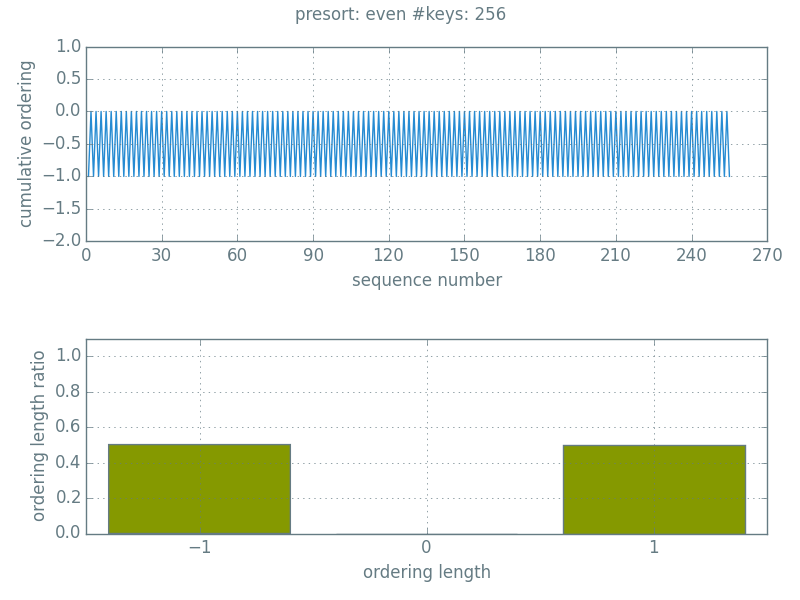 presort: even #keys: 256
1.0
0.5
0.0
−0.5
−1.0
−1.5
−2.0
cumulative ordering
0 30 60 90 120 150 180 210 240 270
sequence number
1.0
0.8
0.6
0.4
0.2
0.0
ordering length ratio
−1 0 1
ordering length